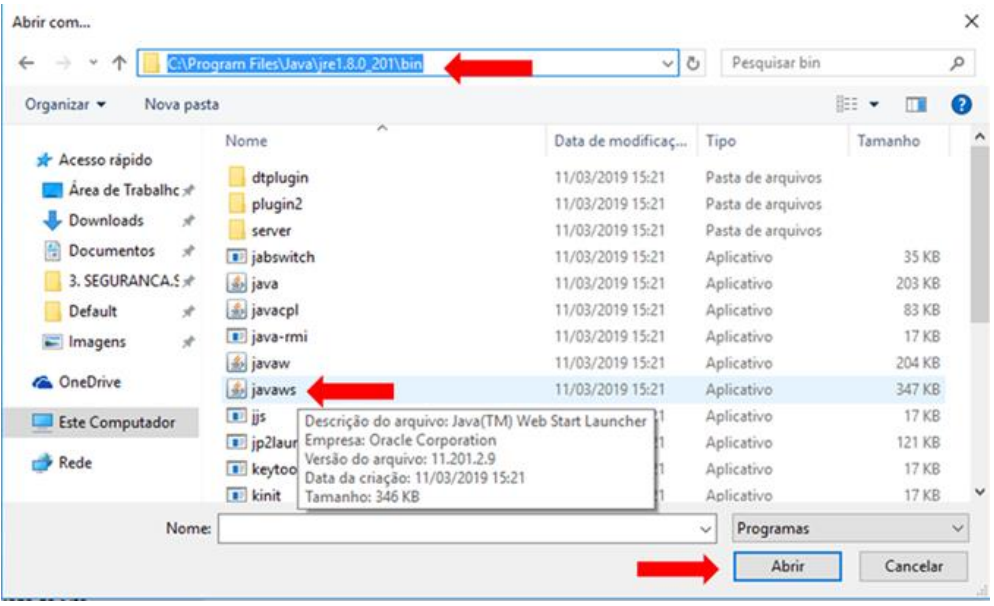 Abrir com...
C:\Program Files\Java\jre1.8.0_201\bin
Pesquisar bin
Organizar
Nova pasta
Nome
Data de modificaç...
Tipo
Tamanho
Acesso rápido
Área de Trabalhc
Downloads
Documentos
3. SEGURANCA.S
Default
Imagens
OneDrive
Este Computador
Rede
dtplugin 11/03/2019 15:21 Pasta de arquivos
plugin2 11/03/2019 15:21 Pasta de arquivos
server 11/03/2019 15:21 Pasta de arquivos
jabswitch 11/03/2019 15:21 Aplicativo 35 KB
java 11/03/2019 15:21 Aplicativo 203 KB
javacpl 11/03/2019 15:21 Aplicativo 83 KB
java-rmi 11/03/2019 15:21 Aplicativo 17 KB
javaw 11/03/2019 15:21 Aplicativo 204 KB
javaws 11/03/2019 15:21 Aplicativo 347 KB
jjs Aplicativo 17 KB
jp2laur Aplicativo 121 KB
keytoo Aplicativo 17 KB
kinit Aplicativo 17 KB
Descrição do arquivo: Java(TM) Web Start Launcher
Empresa: Oracle Corporation
Versão do arquivo: 11.201.2.9
Data da criação: 11/03/2019 15:21
Tamanho: 346 KB
Nome:
Programas
Abrir
Cancelar